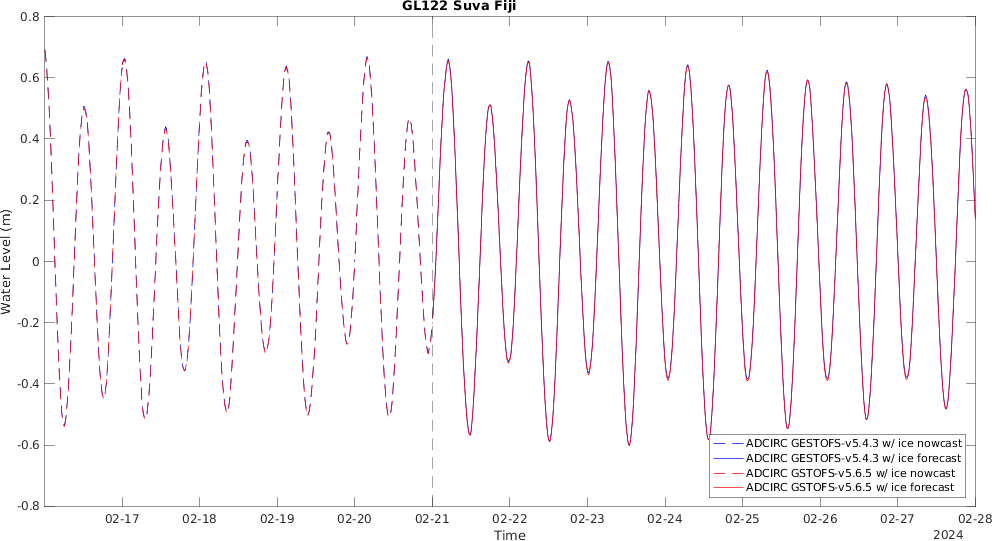 GL122 Suva Fiji
0.8
0.6
0.4
0.2
0
-0.2
-0.4
-0.6
-0.8
Water Level (m)
ADCIRC GESTOFS-v5.4.3 w/ ice nowcast
ADCIRC GESTOFS-v5.4.3 w/ ice forecast
ADCIRC GSTOFS-v5.6.5 w/ ice nowcast
ADCIRC GSTOFS-v5.6.5 w/ ice forecast
02-17 02-18 02-19 02-20 02-21 02-22 02-23 02-24 02-25 02-26 02-27 02-28
Time
2024